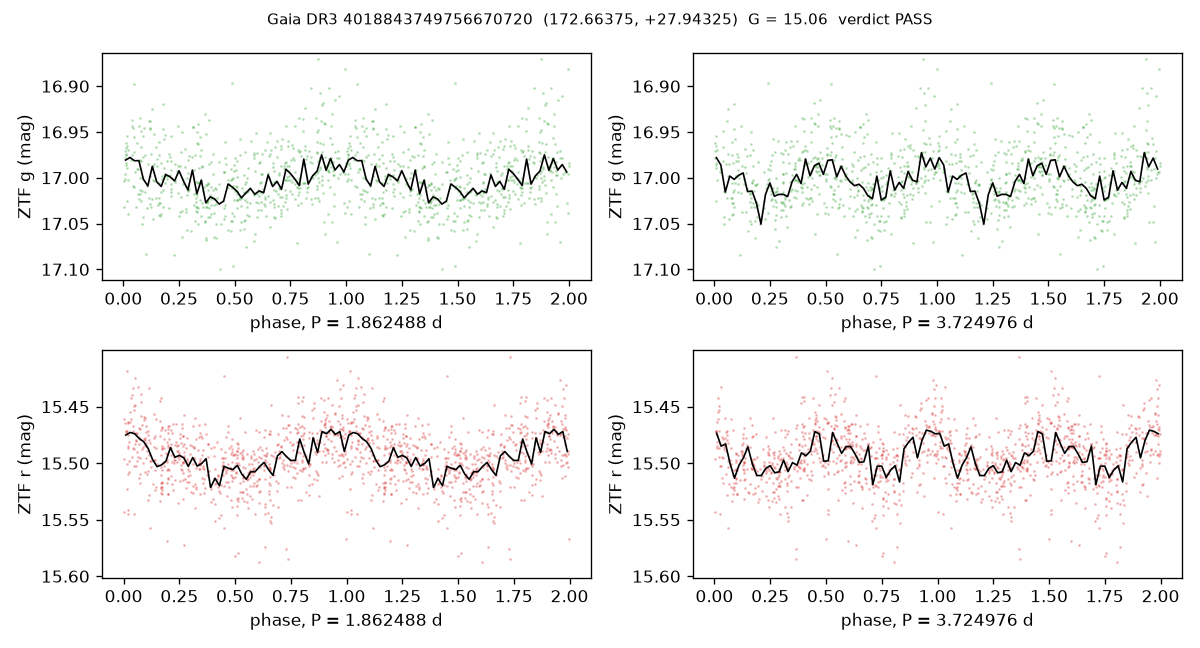 Gaia DR3 4018843749756670720  (172.66375, +27.94325)  G = 15.06  verdict PASS
ZTF g (mag)
16.90
16.95
17.00
17.05
17.10
0.00 0.25 0.50 0.75 1.00 1.25 1.50 1.75 2.00
phase, P = 1.862488 d
ZTF g (mag)
16.90
16.95
17.00
17.05
17.10
0.00 0.25 0.50 0.75 1.00 1.25 1.50 1.75 2.00
phase, P = 3.724976 d
ZTF r (mag)
15.45
15.50
15.55
15.60
0.00 0.25 0.50 0.75 1.00 1.25 1.50 1.75 2.00
phase, P = 1.862488 d
ZTF r (mag)
15.45
15.50
15.55
15.60
0.00 0.25 0.50 0.75 1.00 1.25 1.50 1.75 2.00
phase, P = 3.724976 d